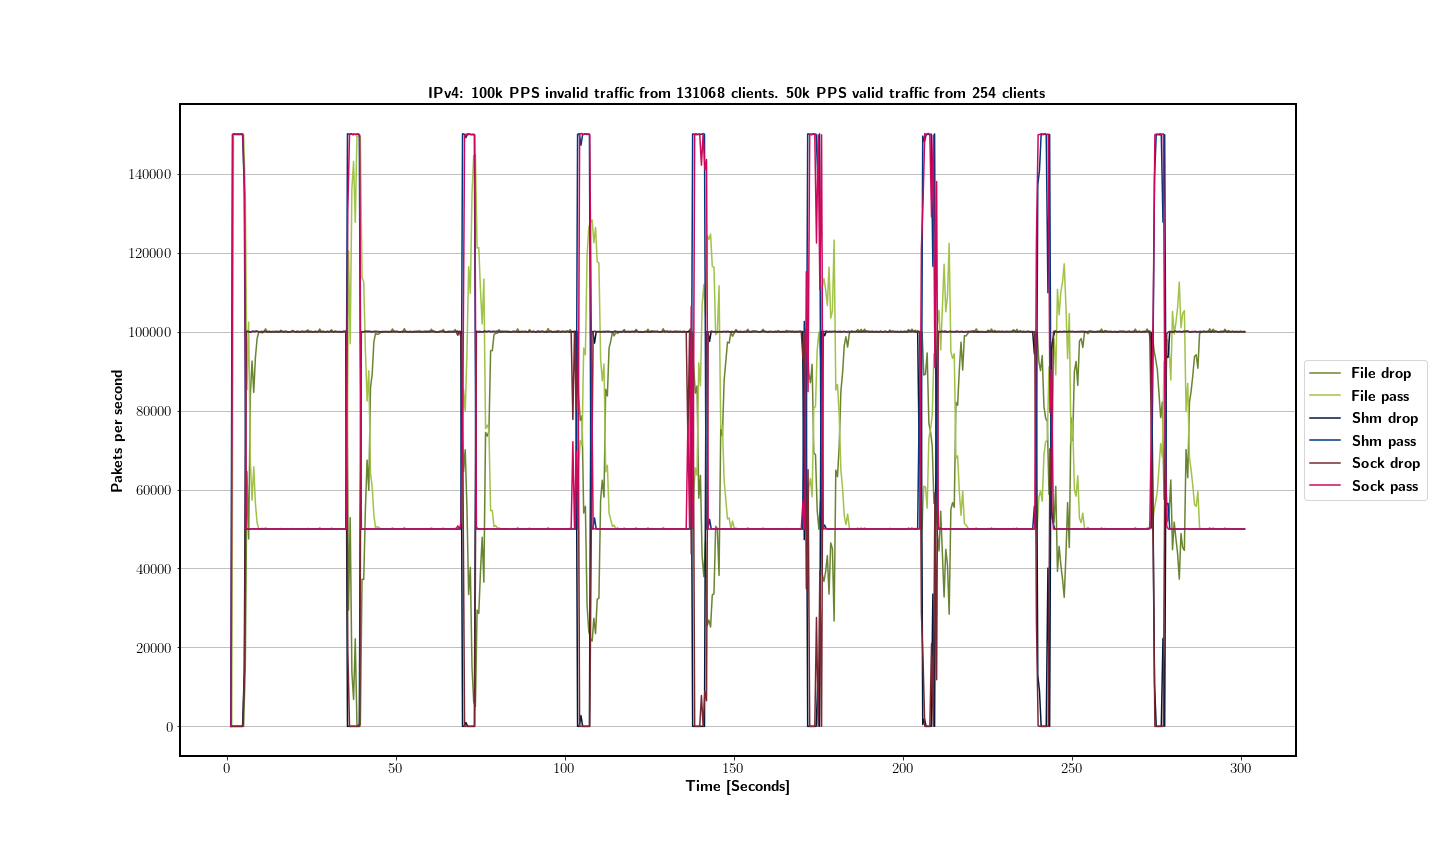 IPv4: 100k PPS invalid traffic from 131068 clients. 50k PPS valid traffic from 254 clients
140000
120000
100000
80000
60000
40000
20000
0
Pakets per second
0 50 100 150 200 250 300
Time [Seconds]
File drop
File pass
Shm drop
Shm pass
Sock drop
Sock pass